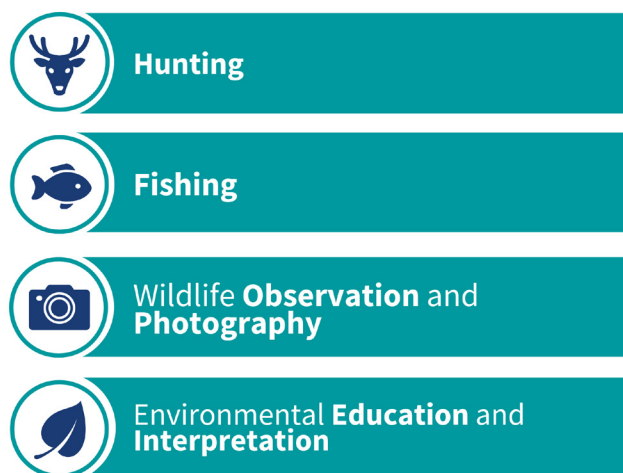 Hunting
Fishing
Wildlife Observation and
Photography
Environmental Education and
Interpretation